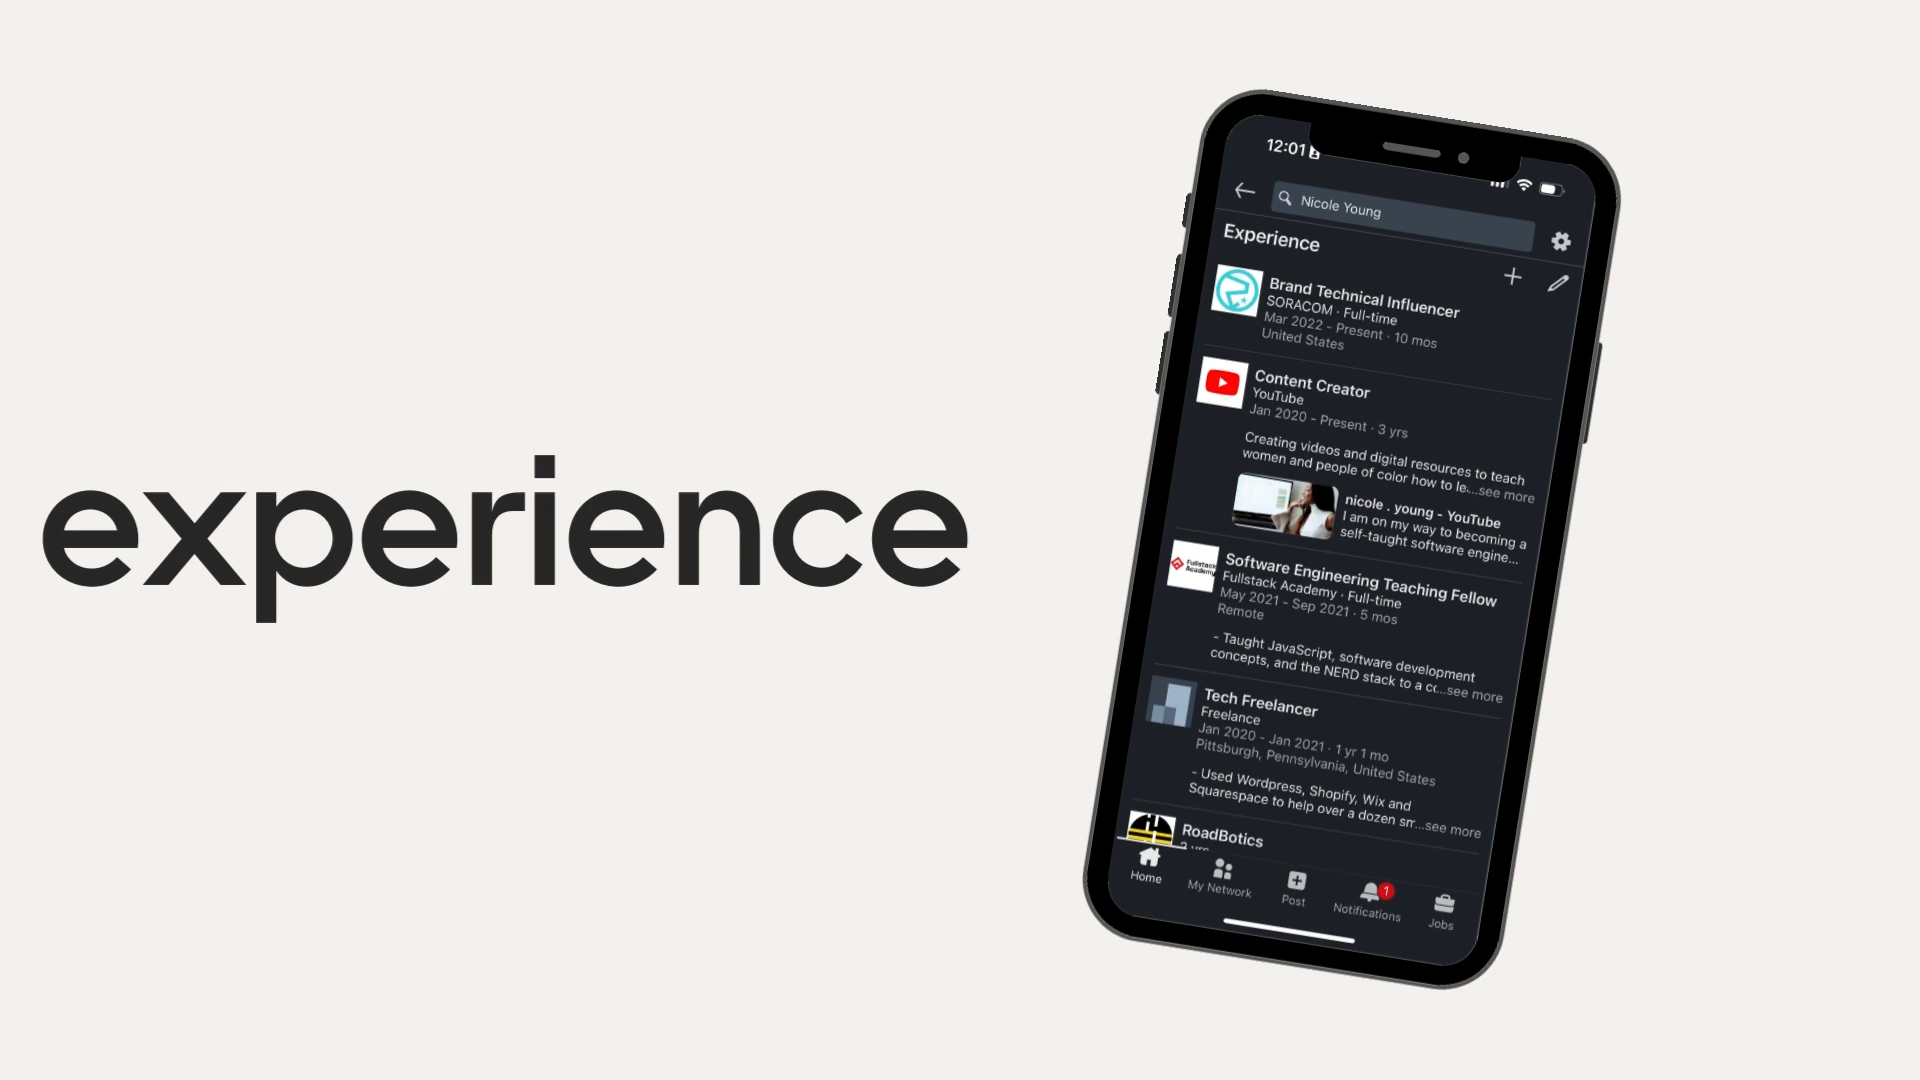 experience
12:01
Nicole Young
Experience
Brand Technical Influencer
SORACOM · Full-time
Mar 2022 - Present · 10 mos
United States
Content Creator
YouTube
Jan 2020 - Present · 3 yrs
Creating videos and digital resources to teach
women and people of color how to le...see more
nicole . young - YouTube
I am on my way to becoming a
self-taught software engine...
Fullstack
Academy
Software Engineering Teaching Fellow
Fullstack Academy · Full-time
May 2021 - Sep 2021 · 5 mos
Remote
- Taught JavaScript, software development
concepts, and the NERD stack to a cc...see more
Tech Freelancer
Freelance
Jan 2020 - Jan 2021 · 1 yr 1 mo
Pittsburgh, Pennsylvania, United States
- Used Wordpress, Shopify, Wix and
Squarespace to help over a dozen sm...see more
RoadBotics
Home
My Network
Post
1
Notifications
Jobs